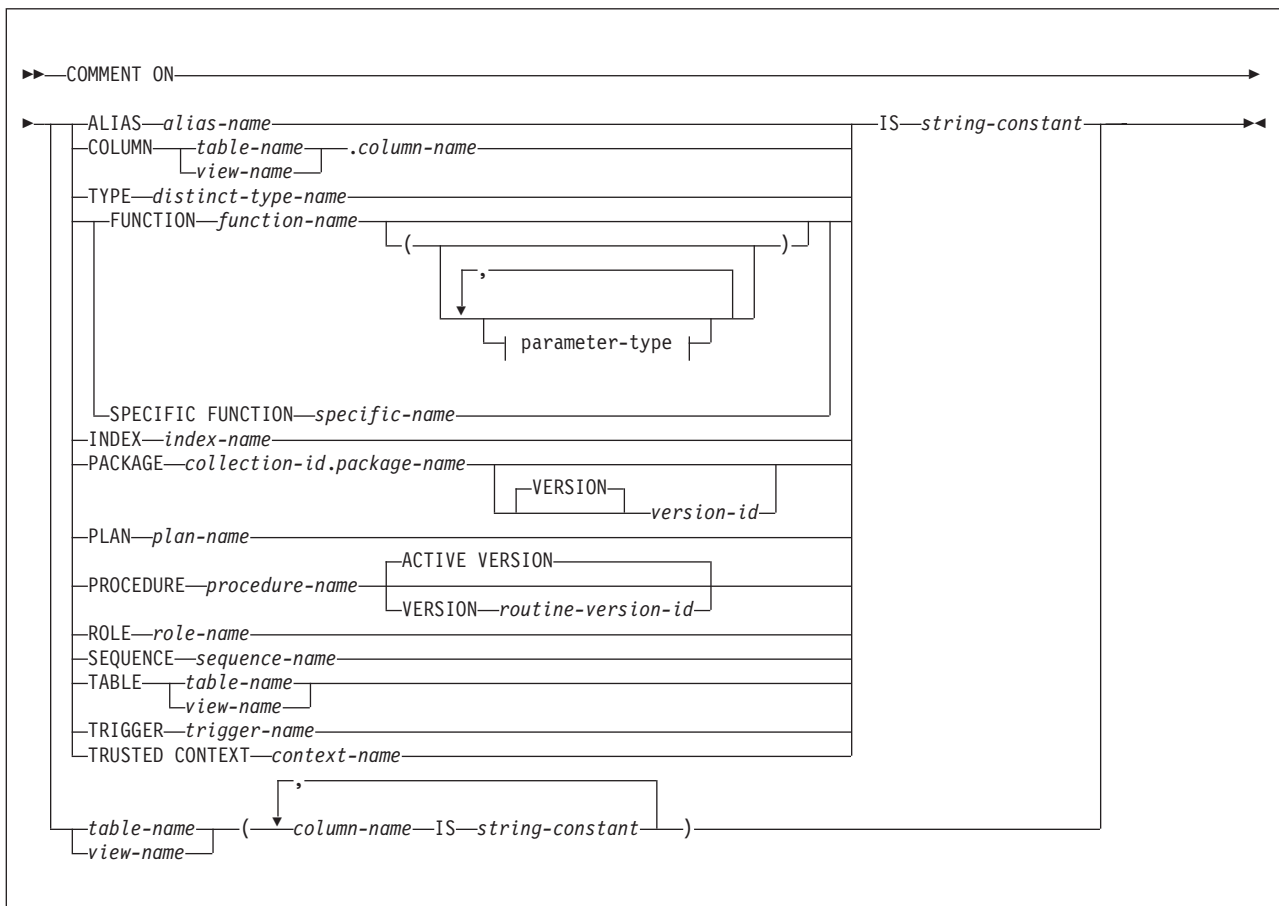 COMMENT ON
ALIAS alias-name IS string-constant
COLUMN table-name .column-name
view-name
TYPE distinct-type-name
FUNCTION function-name
( )
,
parameter-type
SPECIFIC FUNCTION specific-name
INDEX index-name
PACKAGE collection-id.package-name
VERSION
version-id
PLAN plan-name
ACTIVE VERSION
PROCEDURE procedure-name
VERSION routine-version-id
ROLE role-name
SEQUENCE sequence-name
TABLE table-name
view-name
TRIGGER trigger-name
TRUSTED CONTEXT context-name
,
table-name ( column-name IS string-constant )
view-name